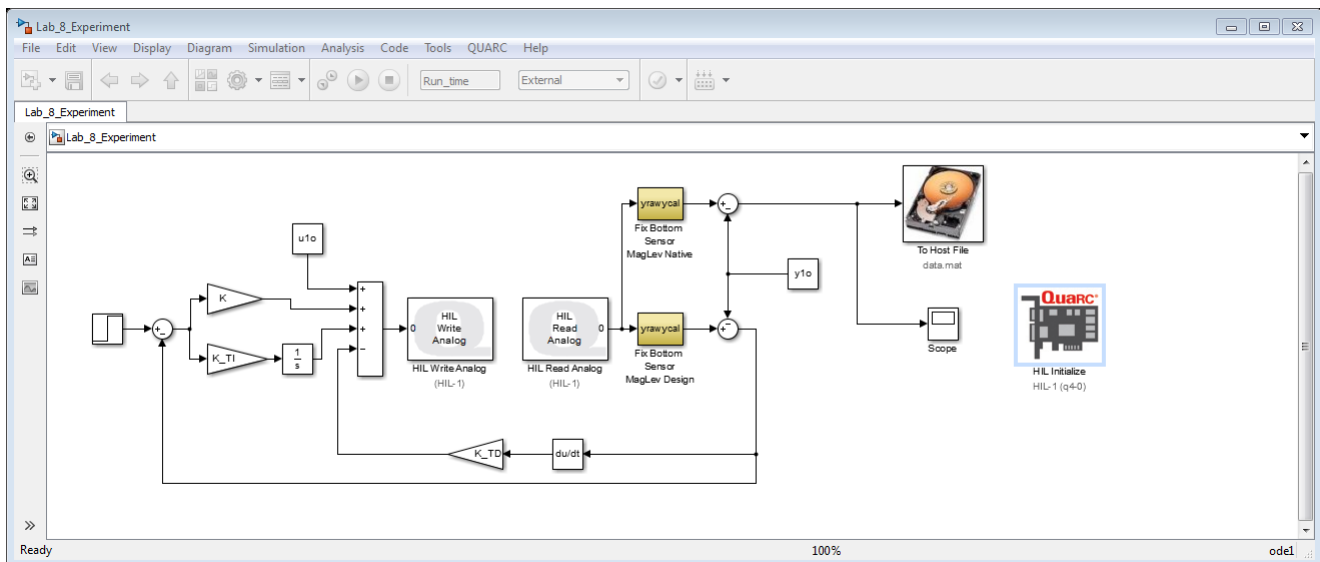 Lab_8_Experiment
File Edit View Display Diagram Simulation Analysis Code Tools QUARC Help
Run_time External
Lab_8_Experiment
Lab_8_Experiment
u1o
K
K_TI
1
s
+
+
+
−
0
HIL
Write
Analog
HIL Write Analog
(HIL-1)
HIL
Read
Analog
0
HIL Read Analog
(HIL-1)
yrawycal
Fix Bottom
Sensor
MagLev Native
y1o
yrawycal
Fix Bottom
Sensor
MagLev Design
To Host File
data.mat
Scope
QUARC
HIL Initialize
HIL-1 (q4-0)
K_TD
du/dt
Ready 100% ode1